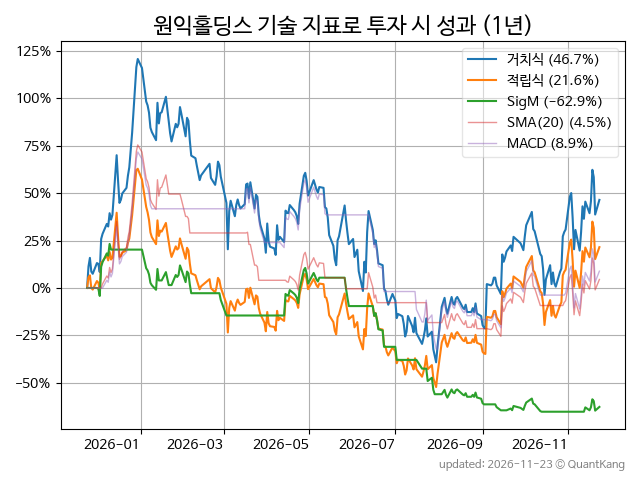 원익홀딩스 기술 지표로 투자 시 성과 (1년)
125%
100%
75%
50%
25%
0%
−25%
−50%
거치식 (46.7%)
적립식 (21.6%)
SigM (−62.9%)
SMA(20) (4.5%)
MACD (8.9%)
2026-01
2026-03
2026-05
2026-07
2026-09
2026-11
updated: 2026-11-23 © QuantKang